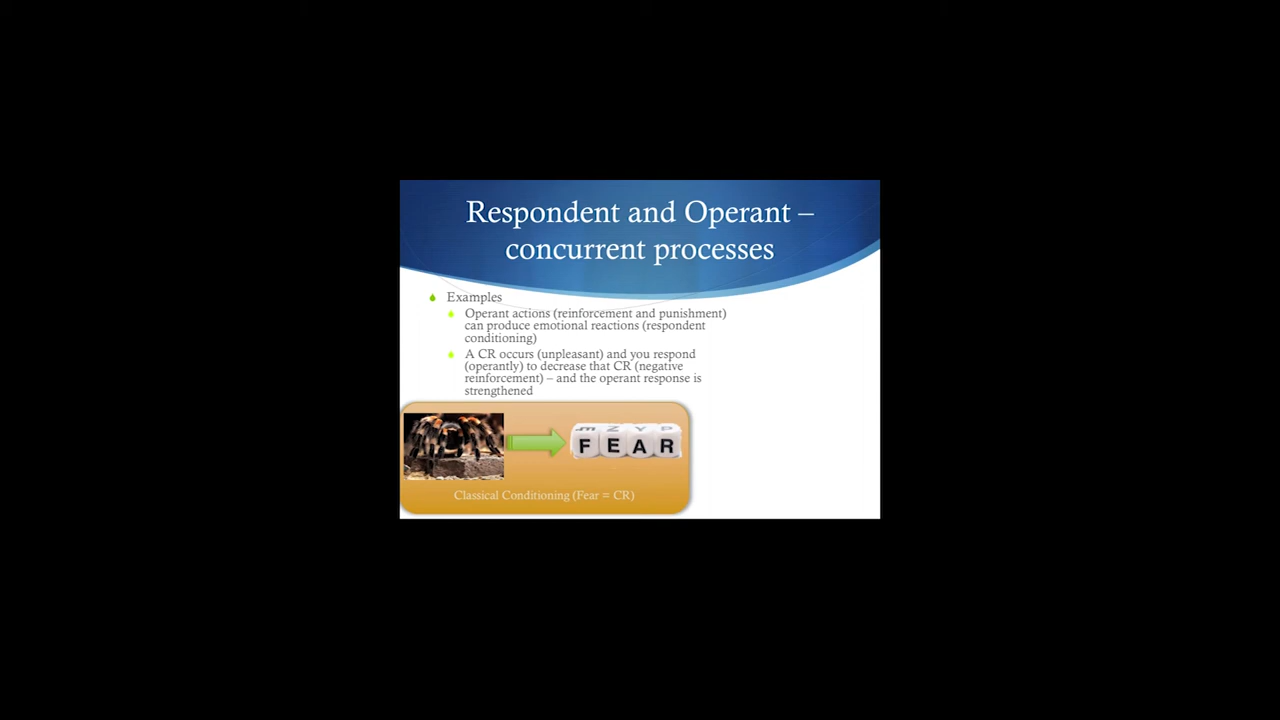 Respondent and Operant –
concurrent processes
Examples
Operant actions (reinforcement and punishment)
can produce emotional reactions (respondent
conditioning)
A CR occurs (unpleasant) and you respond
(operantly) to decrease that CR (negative
reinforcement) – and the operant response is
strengthened
F E A R
Classical Conditioning (Fear = CR)